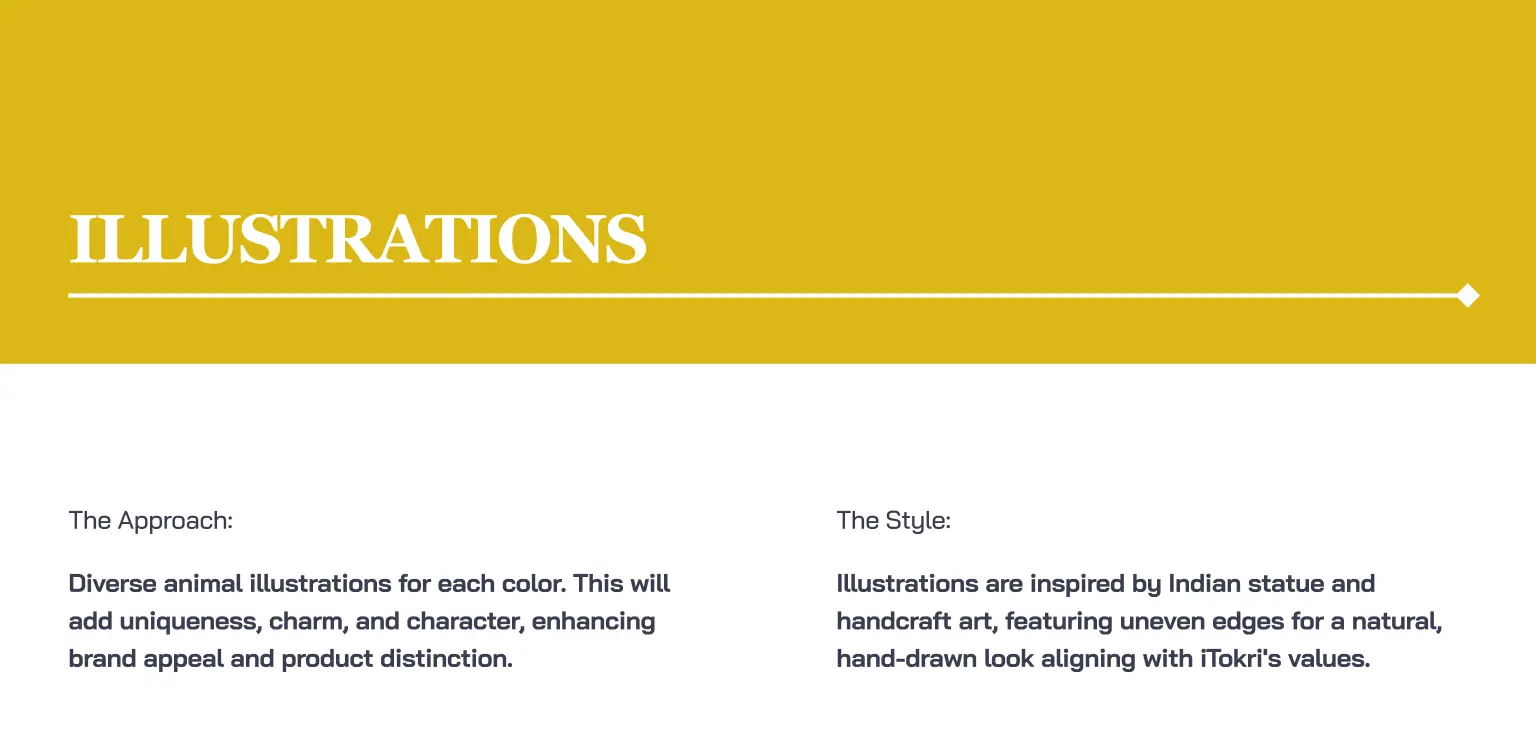 ILLUSTRATIONS
The Approach:
Diverse animal illustrations for each color. This will
add uniqueness, charm, and character, enhancing
brand appeal and product distinction.
The Style:
Illustrations are inspired by Indian statue and
handcraft art, featuring uneven edges for a natural,
hand-drawn look aligning with iTokri's values.